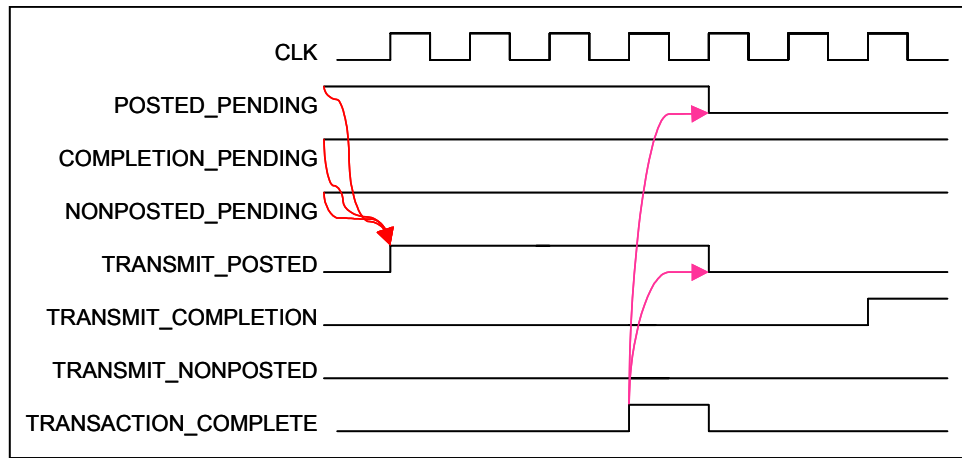 CLK
POSTED_PENDING
COMPLETION_PENDING
NONPOSTED_PENDING
TRANSMIT_POSTED
TRANSMIT_COMPLETION
TRANSMIT_NONPOSTED
TRANSACTION_COMPLETE